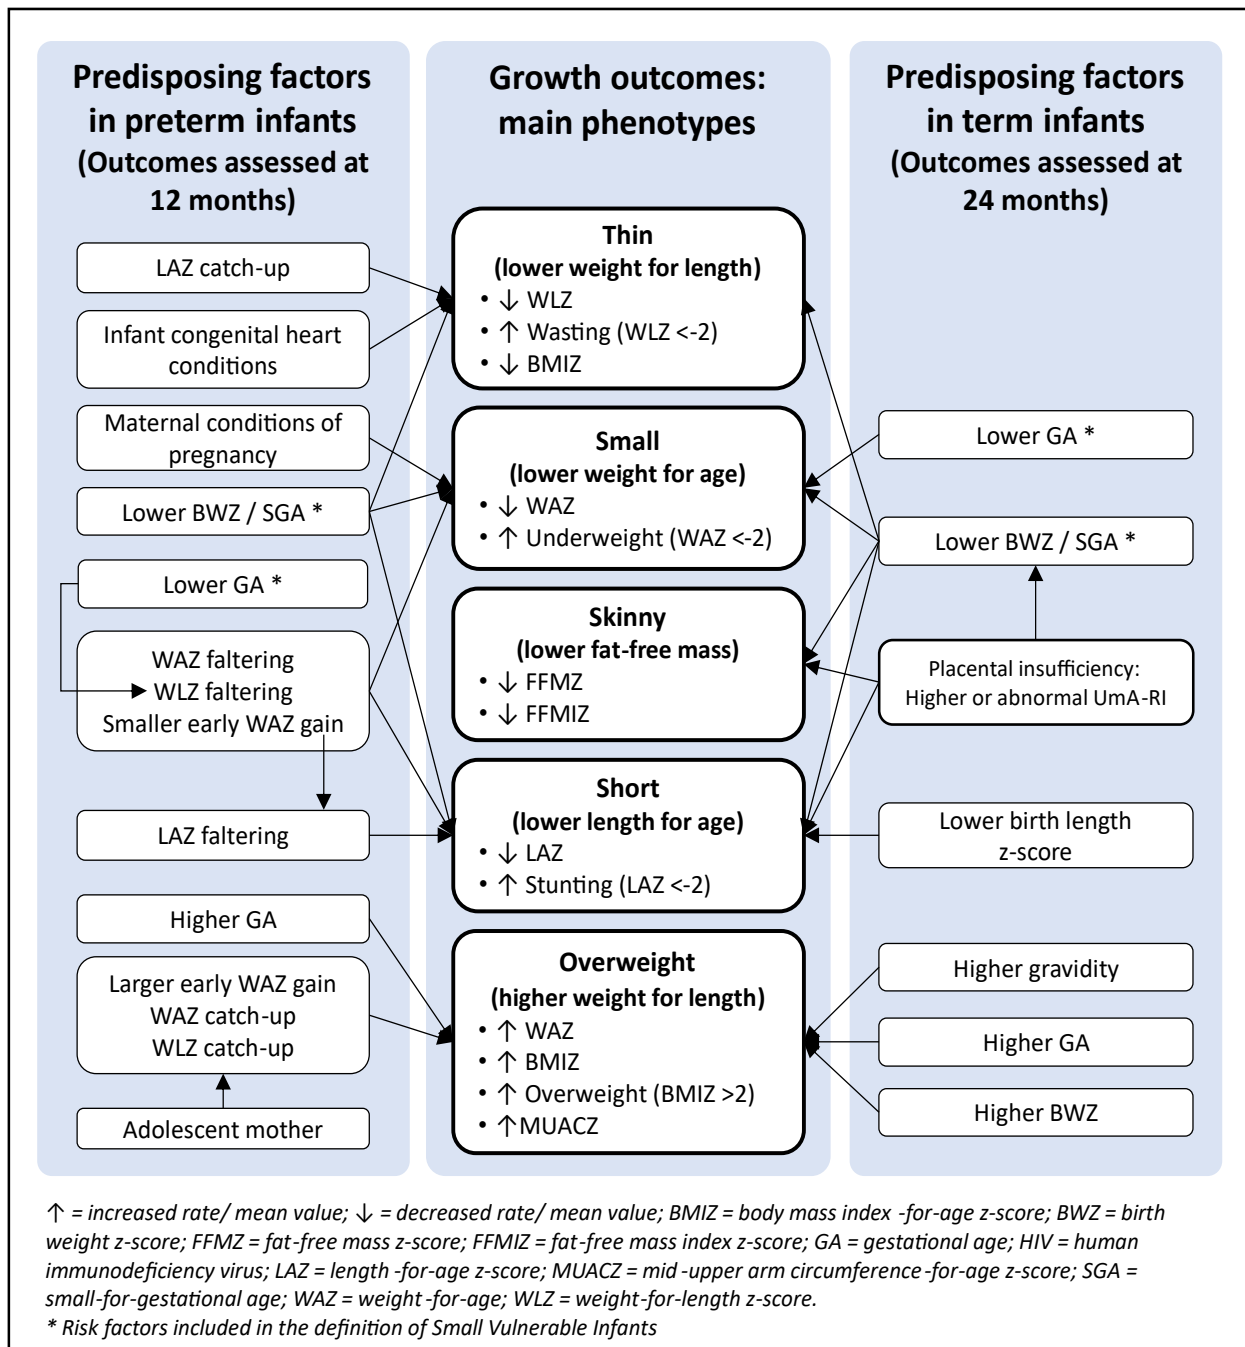 Predisposing factors
in preterm infants
(Outcomes assessed at
12 months)
LAZ catch-up
Infant congenital heart
conditions
Maternal conditions of
pregnancy
Lower BWZ / SGA *
Lower GA *
WAZ faltering
WLZ faltering
Smaller early WAZ gain
LAZ faltering
Higher GA
Larger early WAZ gain
WAZ catch-up
WLZ catch-up
Adolescent mother
Growth outcomes:
main phenotypes
Thin
(lower weight for length)
• ↓ WLZ
• ↑ Wasting (WLZ <-2)
• ↓ BMIZ
Small
(lower weight for age)
• ↓ WAZ
• ↑ Underweight (WAZ <-2)
Skinny
(lower fat-free mass)
• ↓ FFMZ
• ↓ FFMIZ
Short
(lower length for age)
• ↓ LAZ
• ↑ Stunting (LAZ <-2)
Overweight
(higher weight for length)
• ↑ WAZ
• ↑ BMIZ
• ↑ Overweight (BMIZ >2)
• ↑MUACZ
Predisposing factors
in term infants
(Outcomes assessed at
24 months)
Lower GA *
Lower BWZ / SGA *
Placental insufficiency:
Higher or abnormal UmA-RI
Lower birth length
z-score
Higher gravidity
Higher GA
Higher BWZ
↑ = increased rate/ mean value; ↓ = decreased rate/ mean value; BMIZ = body mass index -for-age z-score; BWZ = birth
weight z-score; FFMZ = fat-free mass z-score; FFMIZ = fat-free mass index z-score; GA = gestational age; HIV = human
immunodeficiency virus; LAZ = length -for-age z-score; MUACZ = mid -upper arm circumference -for-age z-score; SGA =
small-for-gestational age; WAZ = weight -for-age; WLZ = weight-for-length z-score.
* Risk factors included in the definition of Small Vulnerable Infants